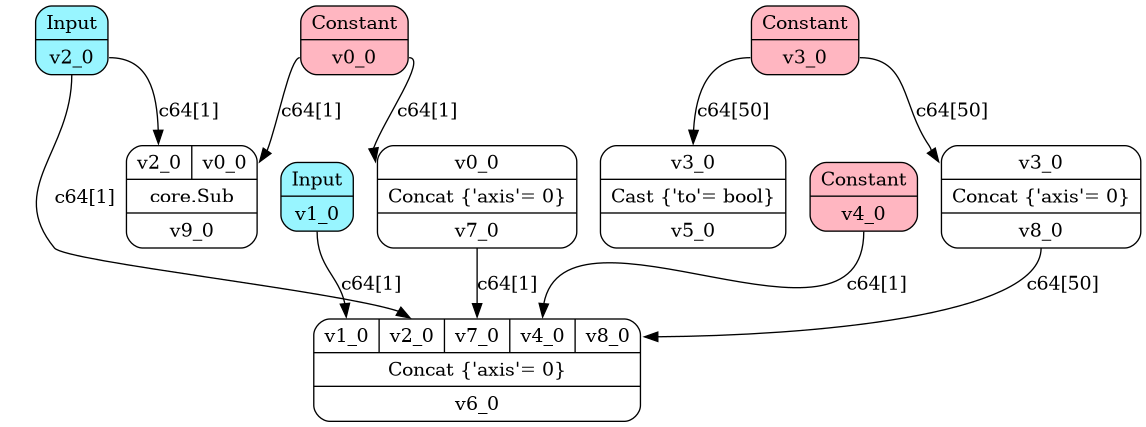 Input
v2_0
Constant
v0_0
Constant
v3_0
c64[1]
c64[1]
c64[1]
c64[50]
c64[50]
v2_0 v0_0
core.Sub
v9_0
Input
v1_0
v0_0
Concat {'axis'= 0}
v7_0
v3_0
Cast {'to'= bool}
v5_0
Constant
v4_0
v3_0
Concat {'axis'= 0}
v8_0
c64[1]
c64[1]
c64[1]
c64[1]
c64[50]
v1_0 v2_0 v7_0 v4_0 v8_0
Concat {'axis'= 0}
v6_0